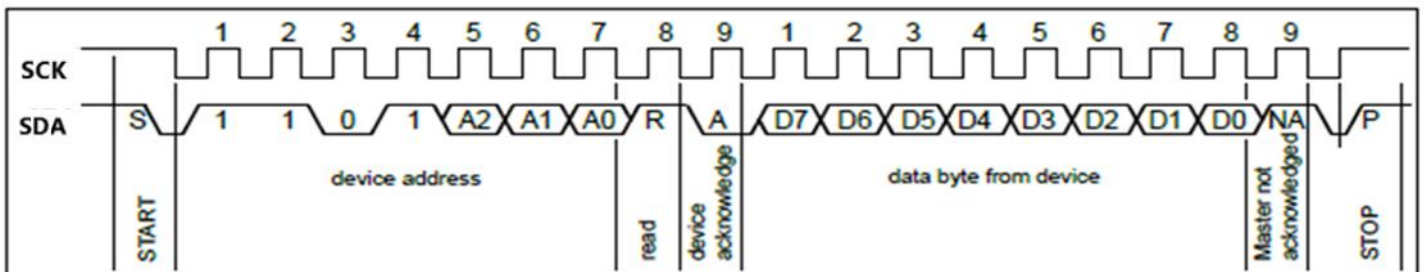 1 2 3 4 5 6 7 8 9 1 2 3 4 5 6 7 8 9
SCK
SDA S 1 1 0 1 A2 A1 A0 R A D7 D6 D5 D4 D3 D2 D1 D0 NA P
device address
data byte from device
START
read
device
acknowledge
Master not
acknowledged
STOP